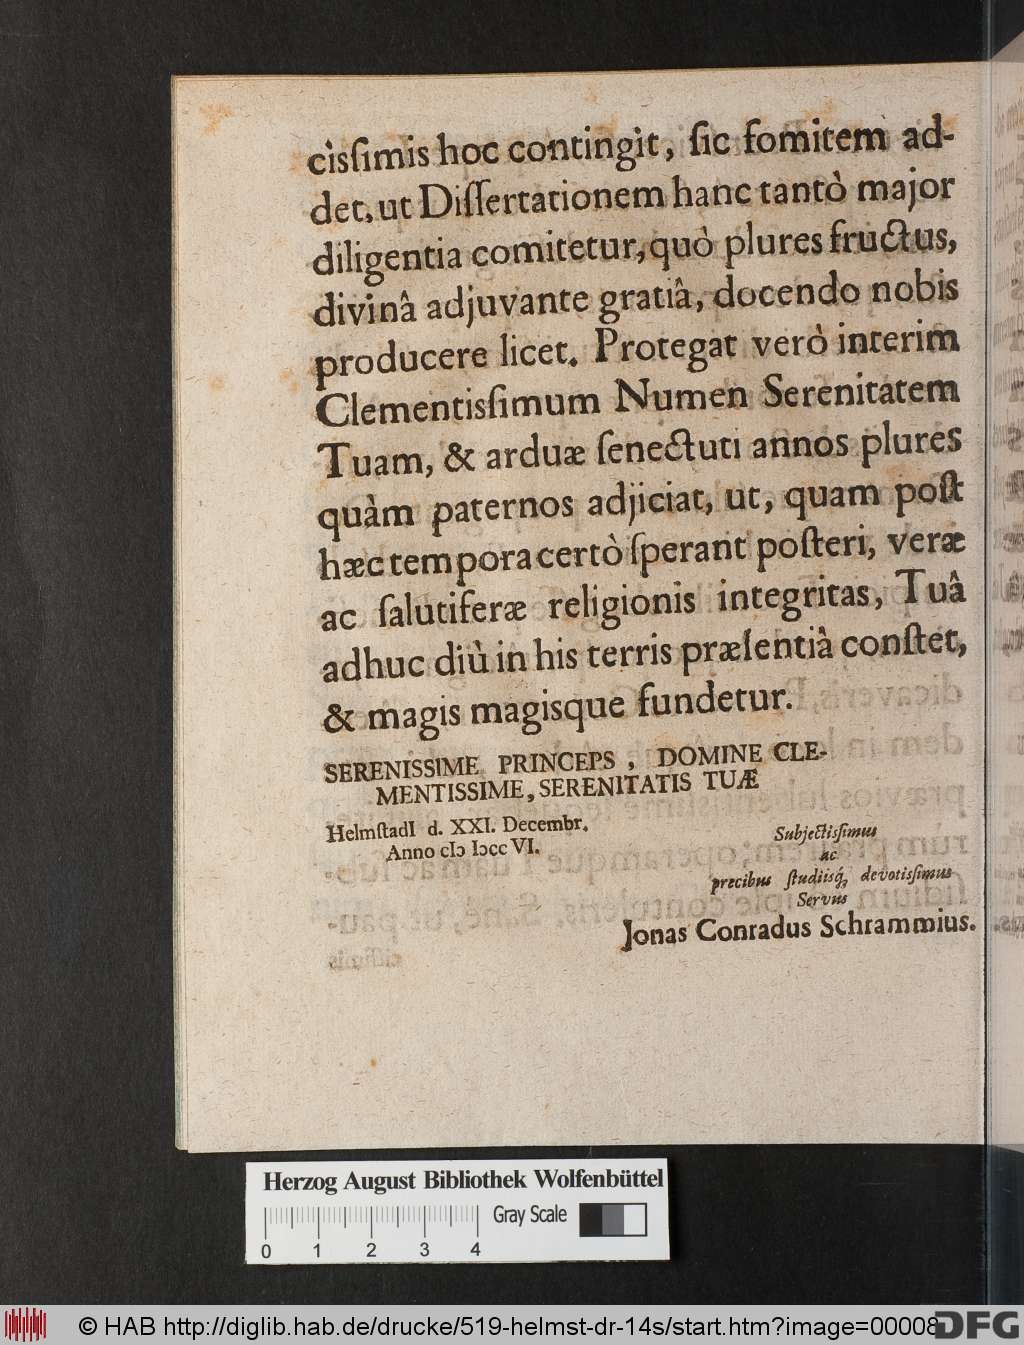 cisſimis hoc contingit, ſic fomitem ad-
det, ut Diſſertationem hanc tantò major
diligentia comitetur, quò plures fructus,
divinâ adjuvante gratiâ, docendo nobis
producere licet. Protegat verò interim
Clementisſimum Numen Serenitatem
Tuam, & arduæ ſenectuti annos plures
quàm paternos adjiciat, ut, quam poſt
hæc tempora certò ſperant poſteri, veræ
ac ſalutiferæ religionis integritas, Tuâ
adhuc diù in his terris præſentiâ conſtet,
& magis magisque fundetur.
SERENISSIME PRINCEPS, DOMINE CLE-
MENTISSIME, SERENITATIS TUÆ
Helmſtadl d. XXI. Decembr.
Anno cIↄ Iↄcc VI.
Subjectiſſimus
ac
precibus ſtudiisq; devotisſimus
Servus
Jonas Conradus Schrammius.
Herzog August Bibliothek Wolfenbüttel
Gray Scale
0 1 2 3 4
© HAB http://diglib.hab.de/drucke/519-helmst-dr-14s/start.htm?image=00008
DFG